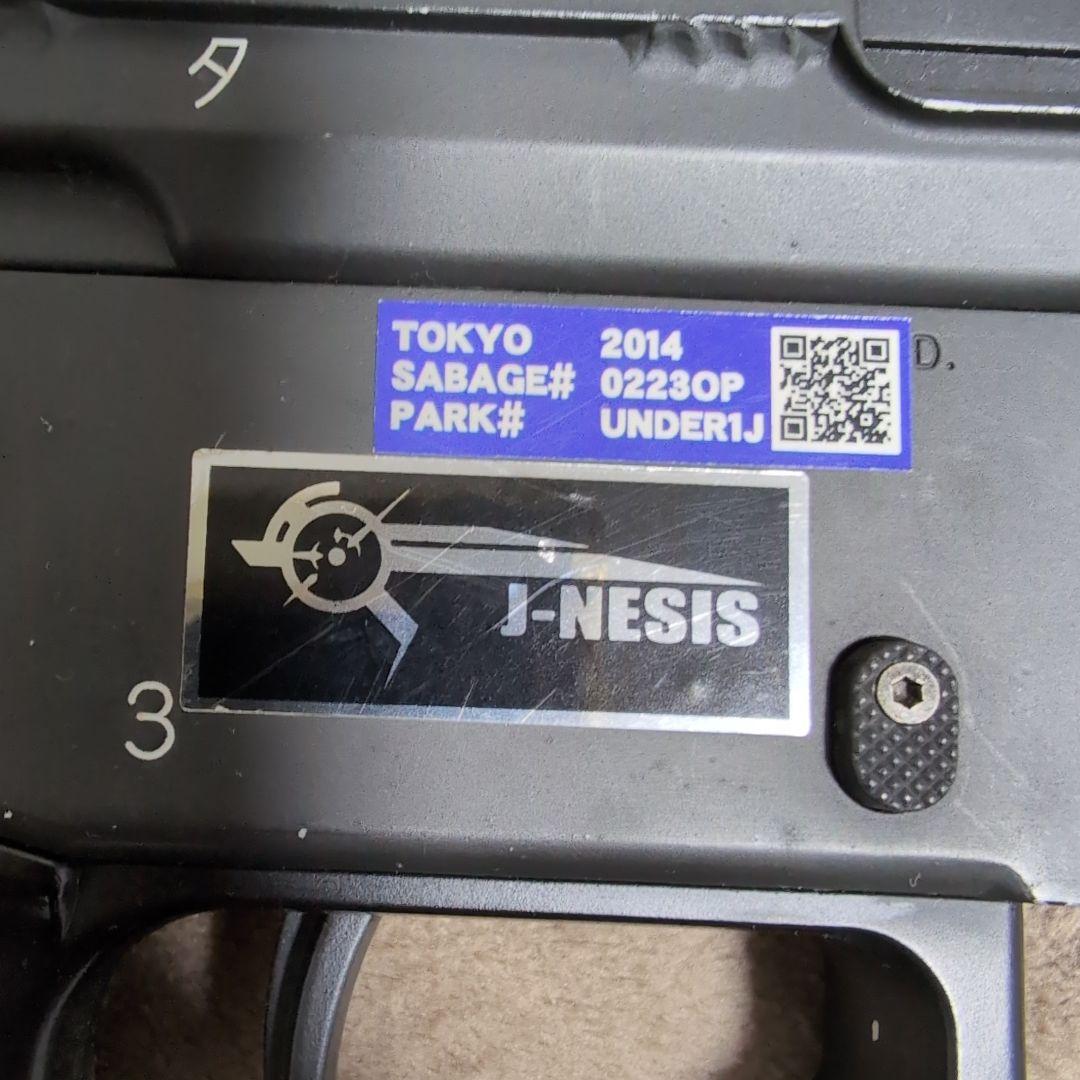 タ
TOKYO 2014
SABAGE# 0223OP
PARK# UNDER1J
D.
J-NESIS
3